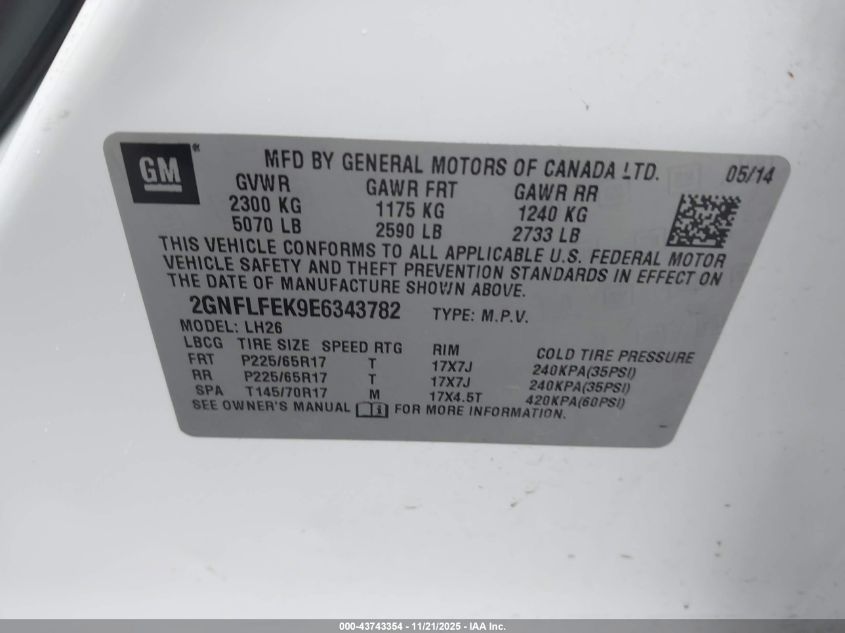 GM ® MFD BY GENERAL MOTORS OF CANADA LTD. 05/14
GVWR GAWR FRT GAWR RR
2300 KG 1175 KG 1240 KG
5070 LB 2590 LB 2733 LB
THIS VEHICLE CONFORMS TO ALL APPLICABLE U.S. FEDERAL MOTOR
VEHICLE SAFETY AND THEFT PREVENTION STANDARDS IN EFFECT ON
THE DATE OF MANUFACTURE SHOWN ABOVE.
2GNFLFEK9E6343782 TYPE: M.P.V.
MODEL: LH26
LBCG TIRE SIZE SPEED RTG RIM COLD TIRE PRESSURE
FRT P225/65R17 T 17X7J 240KPA(35PSI)
RR P225/65R17 T 17X7J 240KPA(35PSI)
SPA T145/70R17 M 17X4.5T 420KPA(60PSI)
SEE OWNER'S MANUAL FOR MORE INFORMATION.
000-43743354 - 11/21/2025 - IAA Inc.